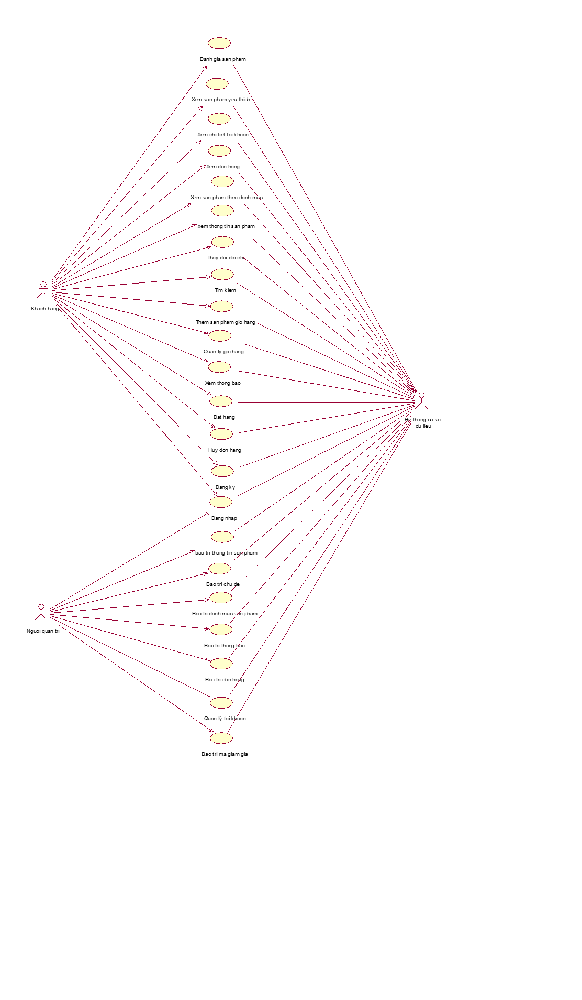 Danh gia san pham
Xem san pham yeu thich
Xem chi tiet tai khoan
Xem don hang
Xem san pham theo danh muc
xem thong tin san pham
thay doi dia chi
Tim kiem
Khach hang
Them san pham gio hang
Quan ly gio hang
Xem thong bao
Dat hang
He thong co so
du lieu
Huy don hang
Dang ky
Dang nhap
bao tri thong tin san pham
Bao tri chu de
Bao tri danh muc san pham
Nguoi quan tri
Bao tri thong bao
Bao tri don hang
Quan lý tai khoan
Bao tri ma giam gia